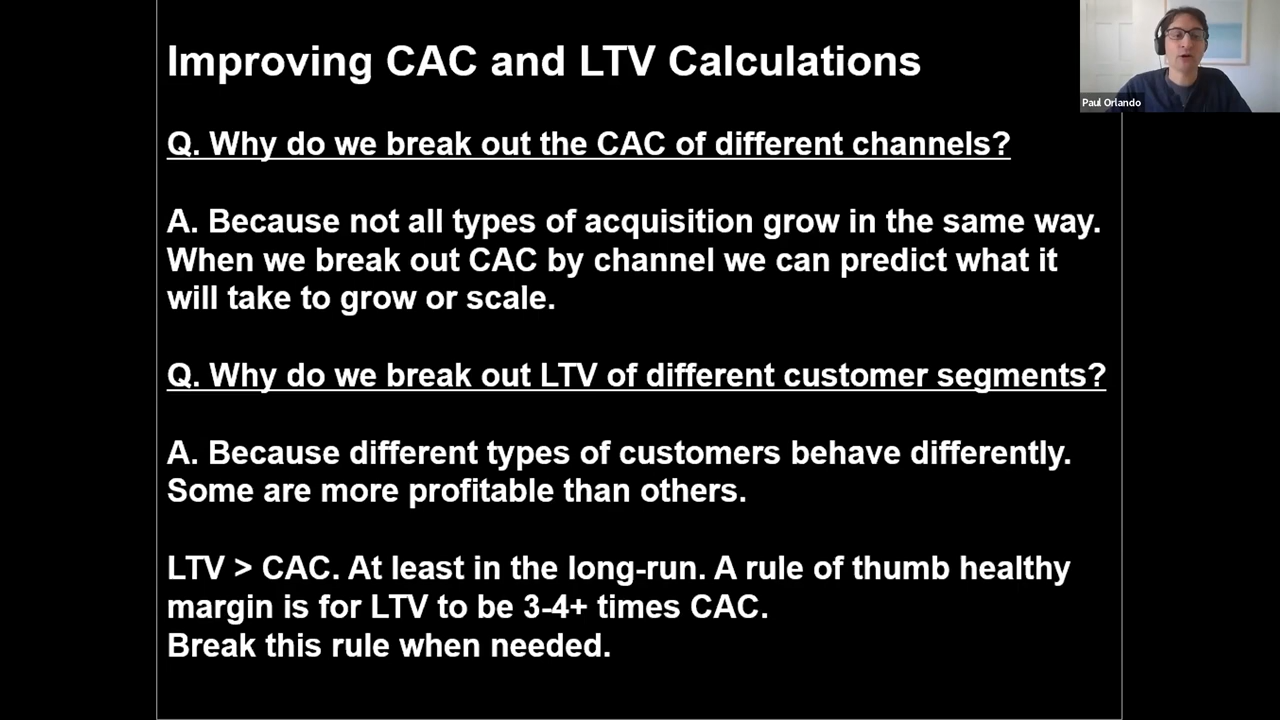 Improving CAC and LTV Calculations
Paul Orlando
Q. Why do we break out the CAC of different channels?
A. Because not all types of acquisition grow in the same way.
When we break out CAC by channel we can predict what it
will take to grow or scale.
Q. Why do we break out LTV of different customer segments?
A. Because different types of customers behave differently.
Some are more profitable than others.
LTV > CAC. At least in the long-run. A rule of thumb healthy
margin is for LTV to be 3-4+ times CAC.
Break this rule when needed.